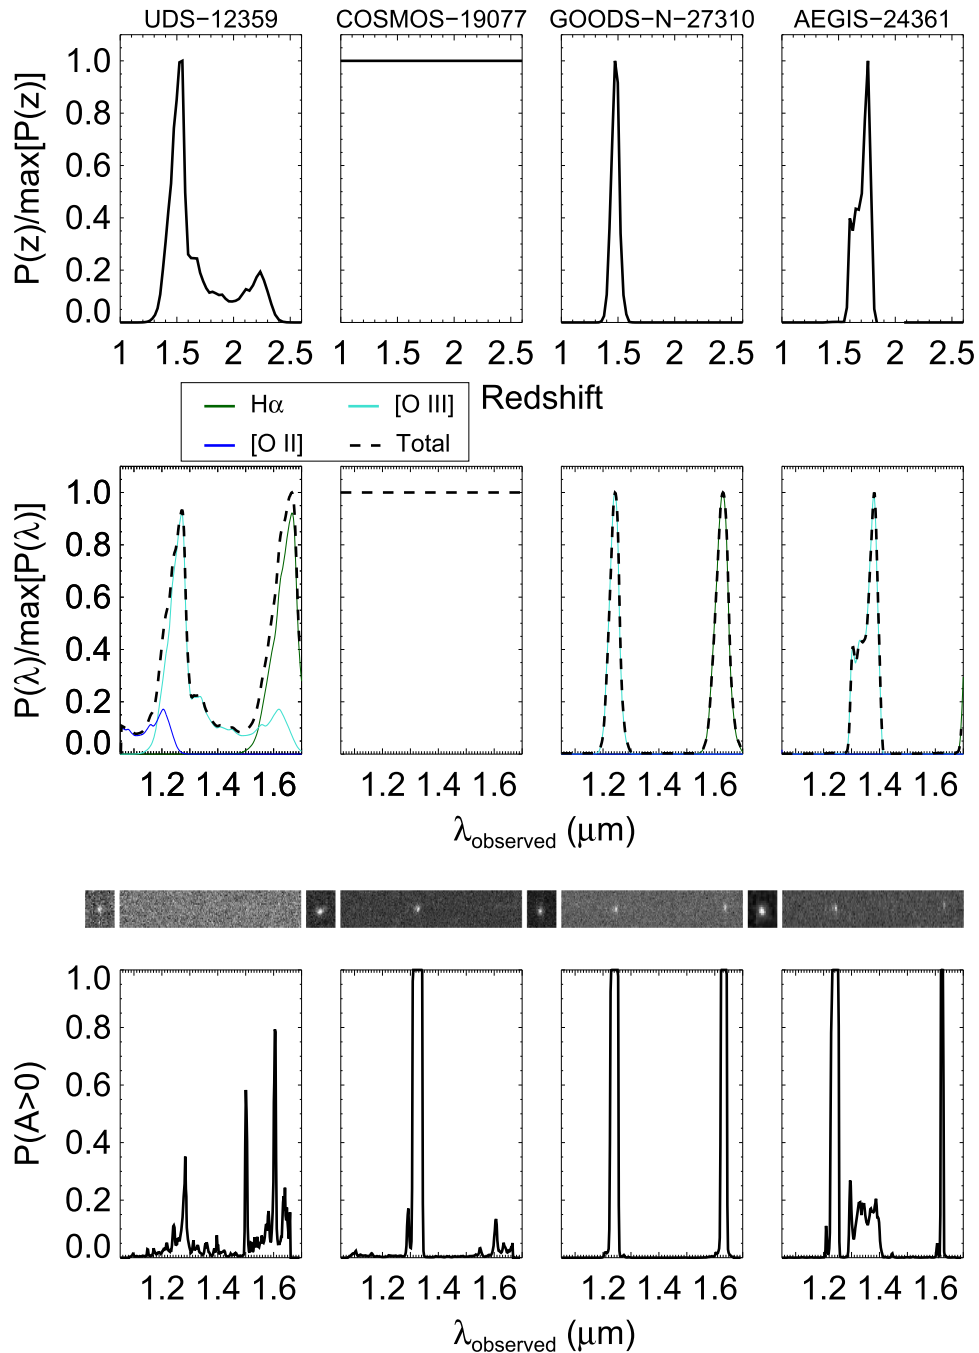 UDS−12359 COSMOS−19077 GOODS−N−27310 AEGIS−24361
P(z)/max[P(z)]
1.0
0.8
0.6
0.4
0.2
0.0
1 1.5 2 2.5 1 1.5 2 2.5 1 1.5 2 2.5 1 1.5 2 2.5
Redshift
Hα [O III]
[O II] Total
P(λ)/max[P(λ)]
1.0
0.8
0.6
0.4
0.2
0.0
1.2 1.4 1.6 1.2 1.4 1.6 1.2 1.4 1.6 1.2 1.4 1.6
λobserved (μm)
P(A>0)
1.0
0.8
0.6
0.4
0.2
0.0
1.2 1.4 1.6 1.2 1.4 1.6 1.2 1.4 1.6 1.2 1.4 1.6
λobserved (μm)